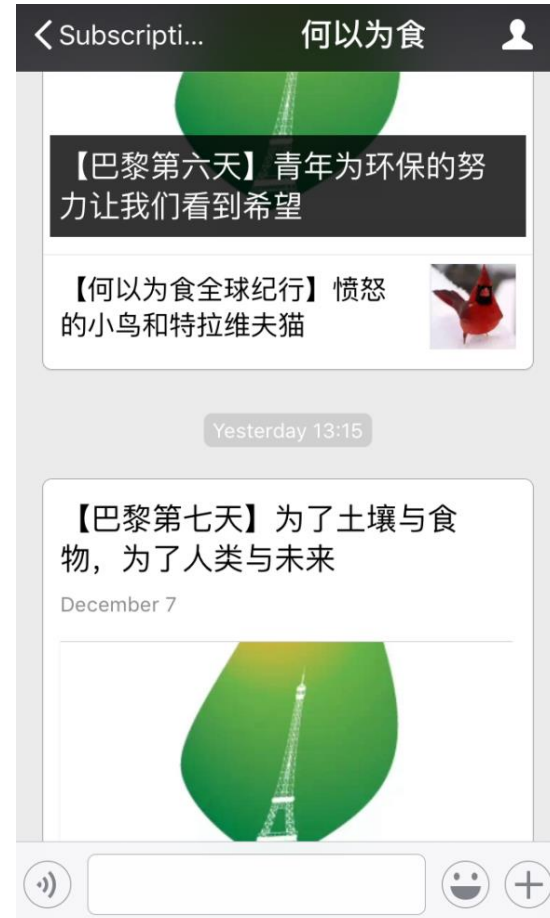 Subscripti...
何以为食
【巴黎第六天】青年为环保的努
力让我们看到希望
【何以为食全球纪行】愤怒
的小鸟和特拉维夫猫
Yesterday 13:15
【巴黎第七天】为了土壤与食
物，为了人类与未来
December 7